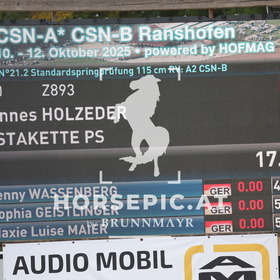 CSN-A* CSN-B Ranshofen
10. - 12. Oktober 2025 • powered by HOFMAG
N°21.2 Standardspringprüfung 115 cm RV: A2 CSN-B
Z893
nnes HOLZEDER
STAKETTE PS
17.
enny WASSENBERG GER 0.00 4
ophia GEISTLINGER GER 0.00 5
laxie Luise MAIER GER 0.00
HORSEPIC.AT
BRUNNMAYR
AUDIO MOBIL